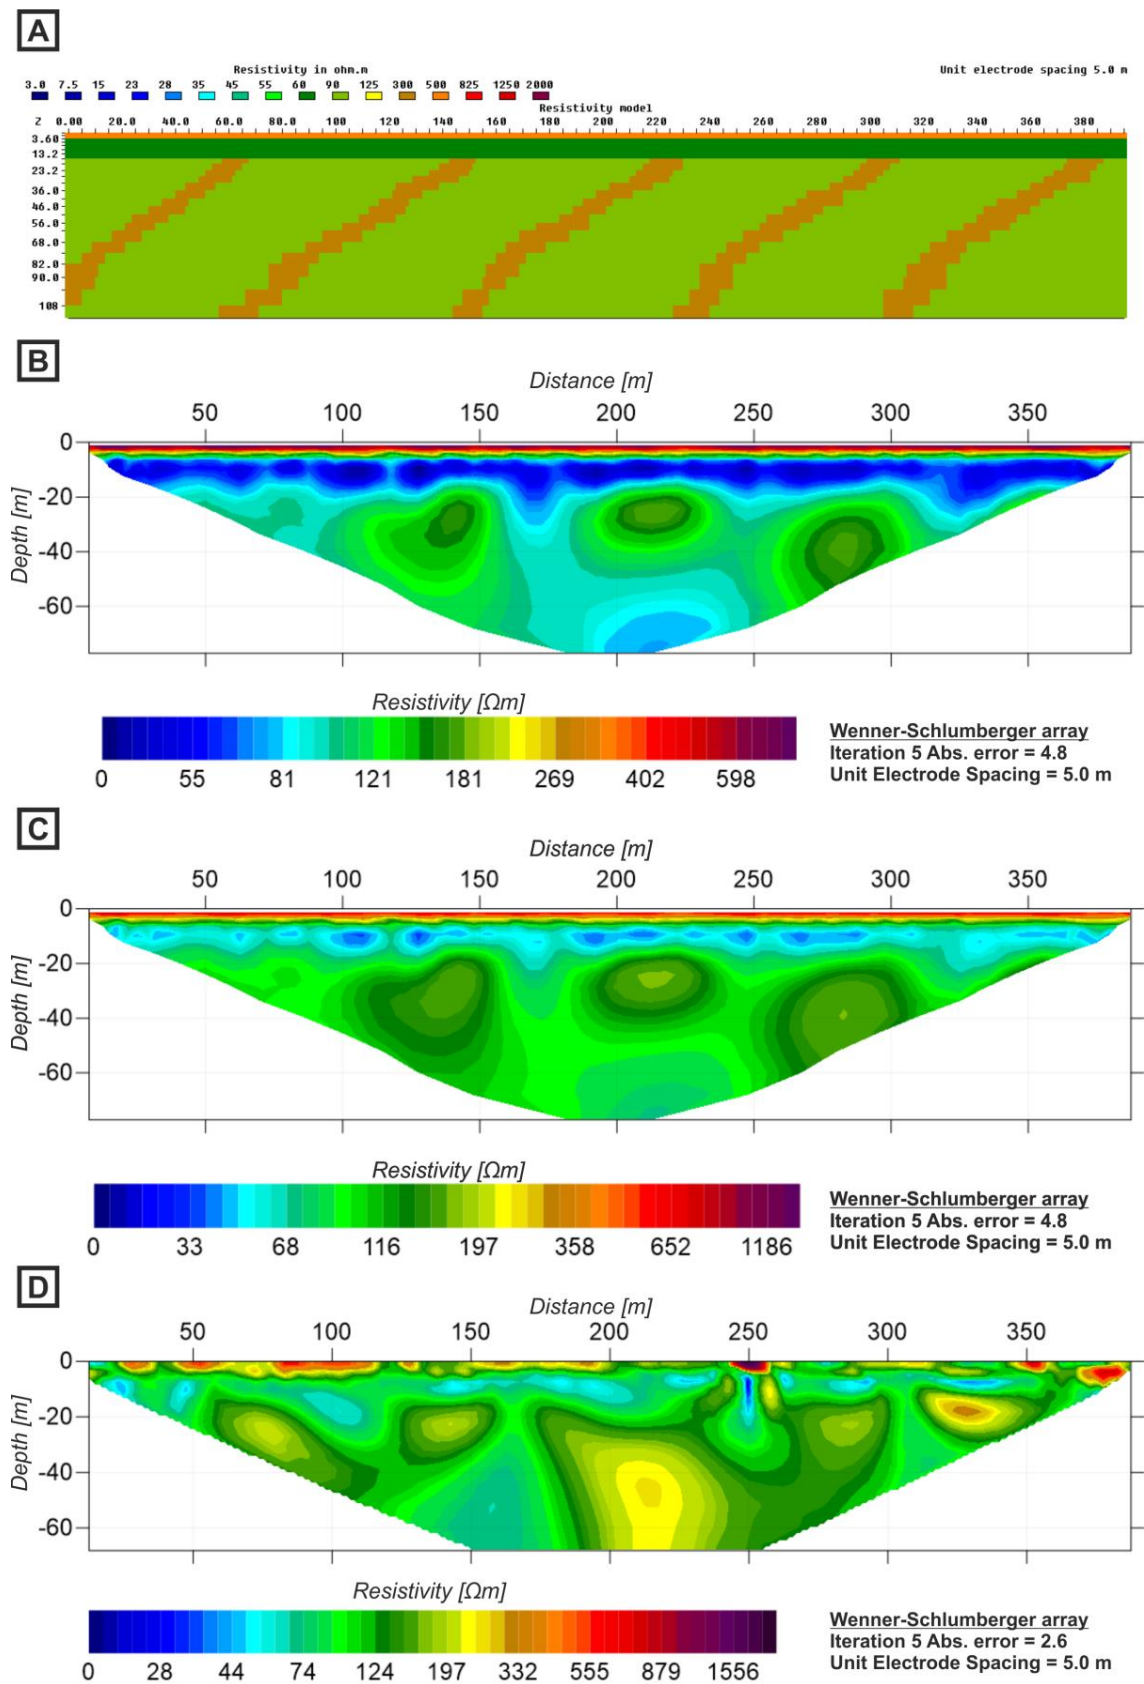 A
Resistivity in ohm.m
Unit electrode spacing 5.0 m
3.0 7.5 15 23 28 35 45 55 60 90 125 300 500 825 1250 2000
Resistivity model
Z 0.00 20.0 40.0 60.0 80.0 100 120 140 160 180 200 220 240 260 280 300 320 340 360 380
3.60
13.2
23.2
36.0
46.0
56.0
68.0
82.0
90.0
108
B
Distance [m]
50 100 150 200 250 300 350
0
-20
-40
-60
Depth [m]
Resistivity [Ωm]
0 55 81 121 181 269 402 598
Wenner-Schlumberger array
Iteration 5 Abs. error = 4.8
Unit Electrode Spacing = 5.0 m
C
Distance [m]
50 100 150 200 250 300 350
0
-20
-40
-60
Depth [m]
Resistivity [Ωm]
0 33 68 116 197 358 652 1186
Wenner-Schlumberger array
Iteration 5 Abs. error = 4.8
Unit Electrode Spacing = 5.0 m
D
Distance [m]
50 100 150 200 250 300 350
0
-20
-40
-60
Depth [m]
Resistivity [Ωm]
0 28 44 74 124 197 332 555 879 1556
Wenner-Schlumberger array
Iteration 5 Abs. error = 2.6
Unit Electrode Spacing = 5.0 m